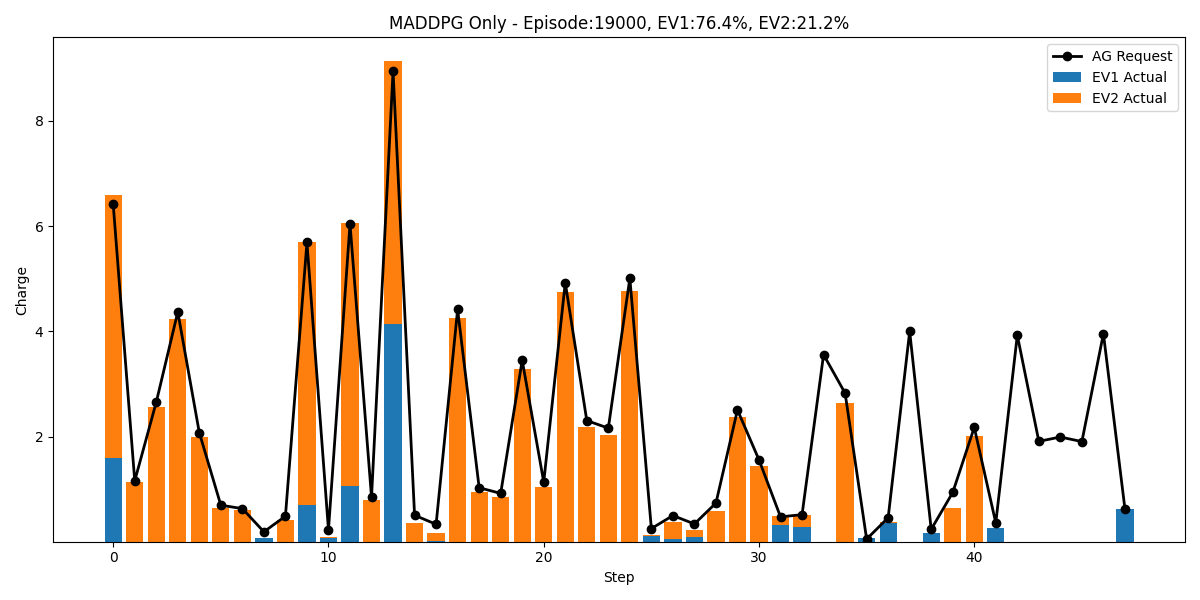 MADDPG Only - Episode:19000, EV1:76.4%, EV2:21.2%
AG Request
EV1 Actual
EV2 Actual
Charge
8
6
4
2
0
10
20
30
40
Step